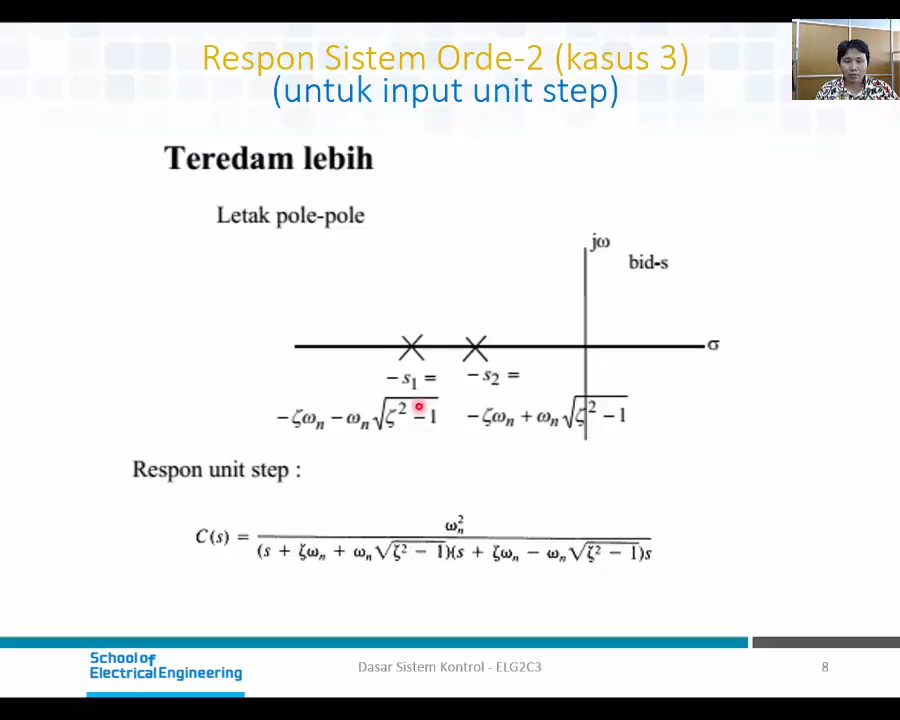 Respon Sistem Orde-2 (kasus 3)
(untuk input unit step)
Teredam lebih
Letak pole-pole
jω
bid-s
σ
−s₁ = −s₂ =
−ζωₙ − ωₙ√(ζ² − 1) −ζωₙ + ωₙ√(ζ² − 1)
Respon unit step :
C(s) = ωₙ² / (s + ζωₙ + ωₙ√(ζ² − 1))(s + ζωₙ − ωₙ√(ζ² − 1))s
School of
Electrical Engineering
Dasar Sistem Kontrol - ELG2C3
8